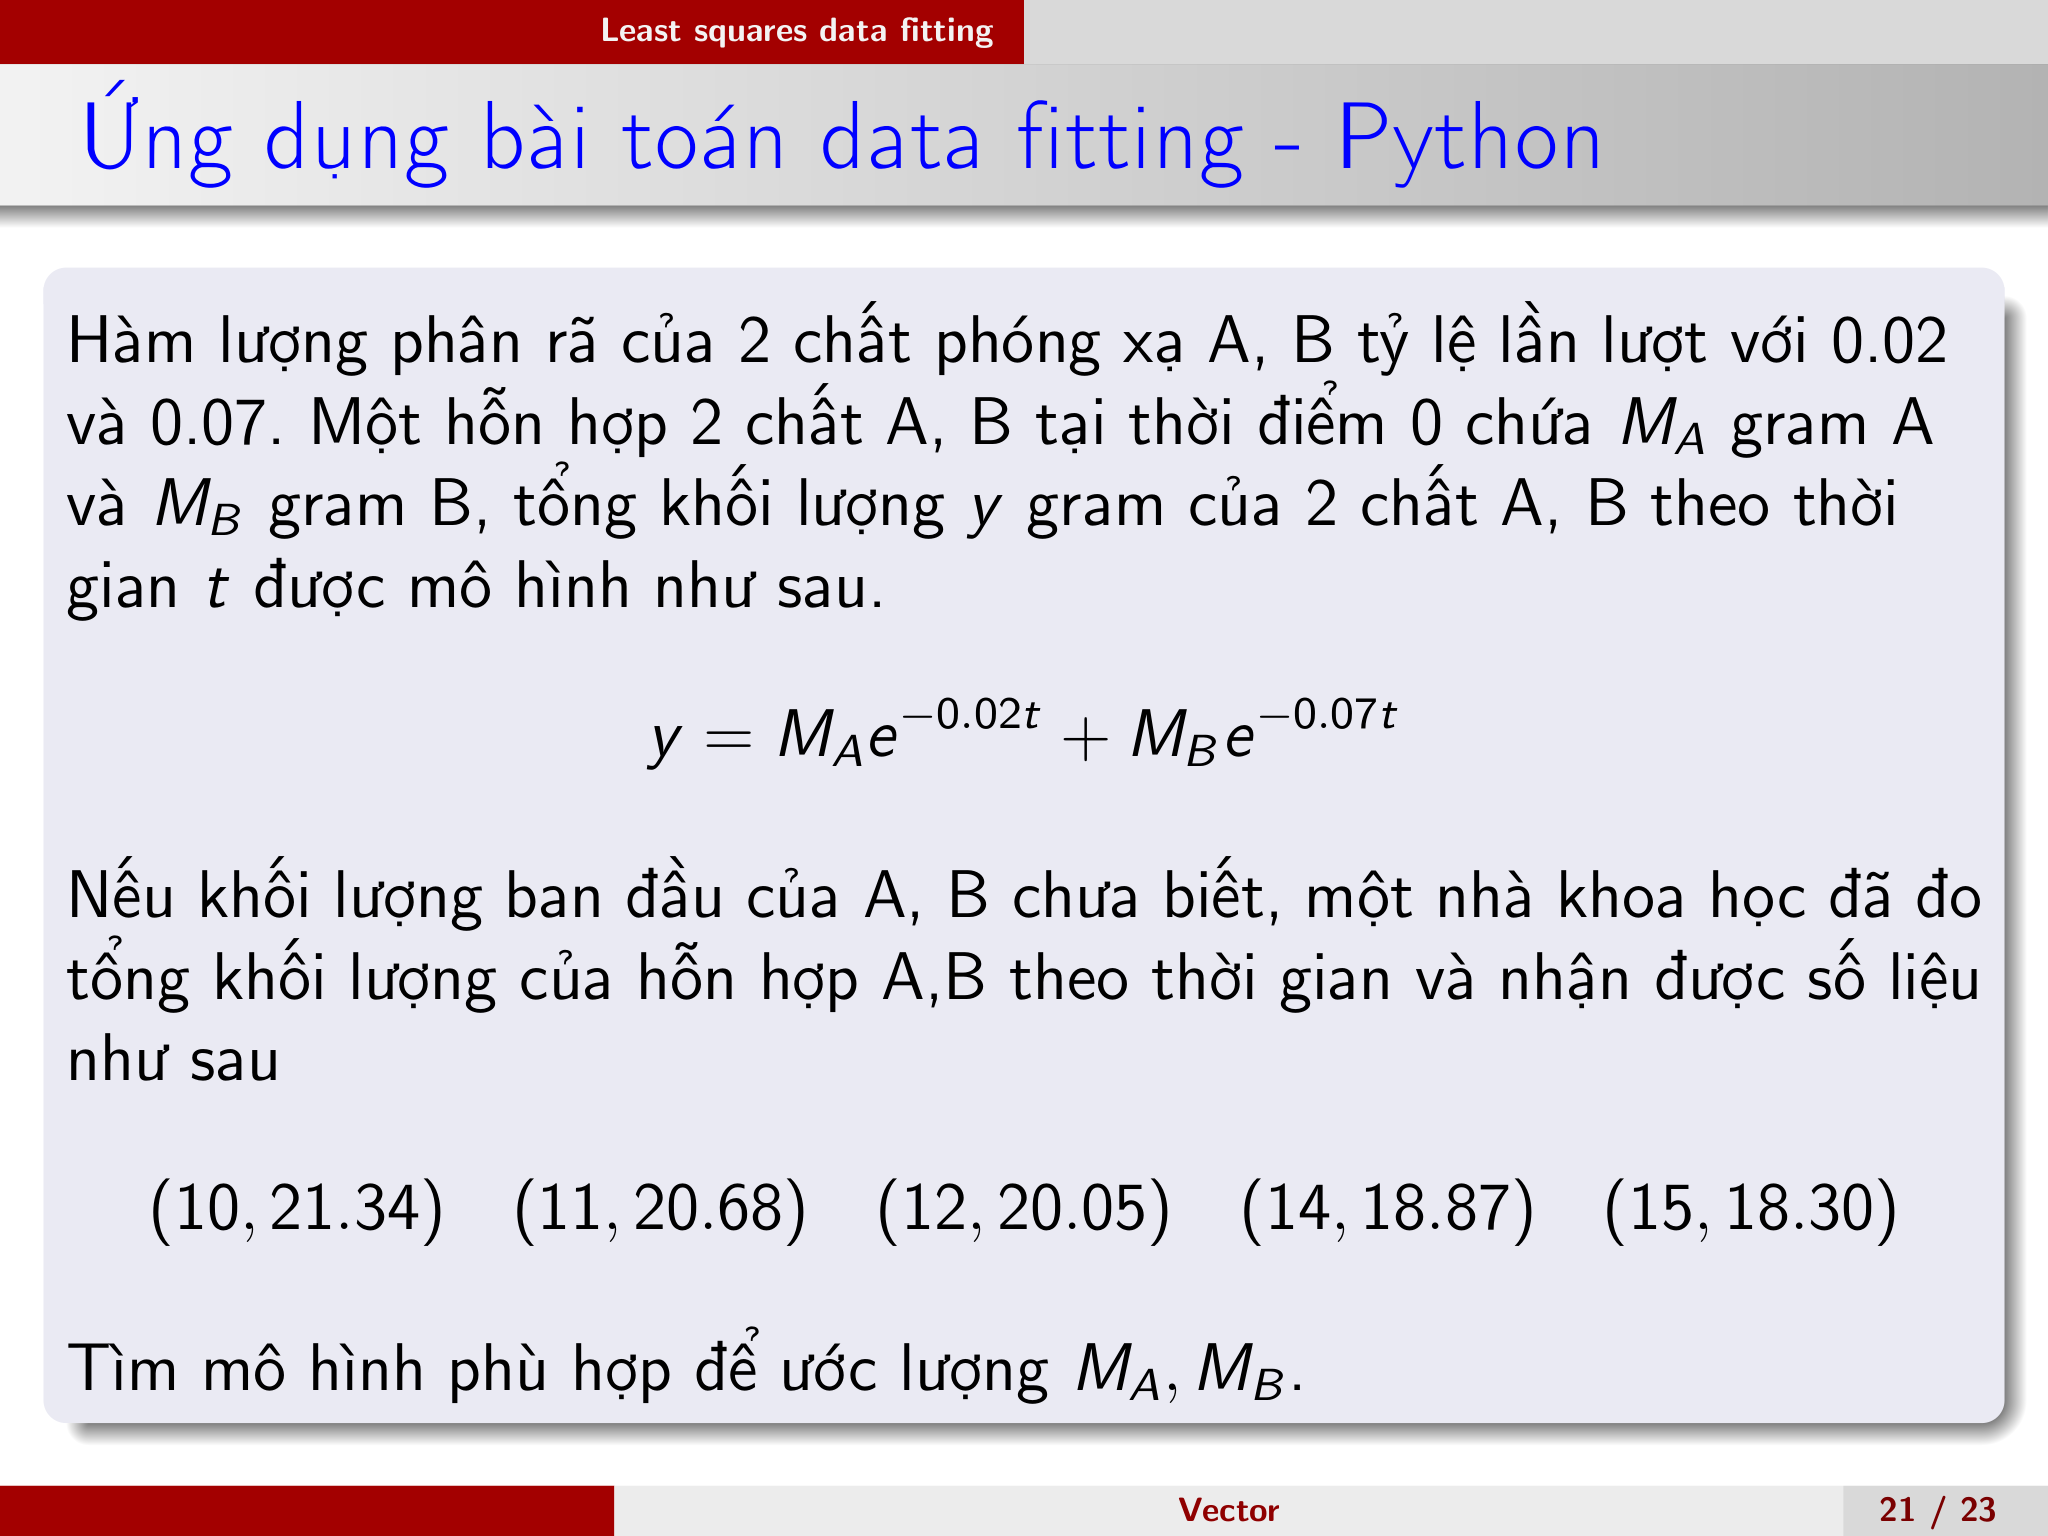 Least squares data fitting
Ứng dụng bài toán data fitting - Python
Hàm lượng phân rã của 2 chất phóng xạ A, B tỷ lệ lần lượt với 0.02
và 0.07. Một hỗn hợp 2 chất A, B tại thời điểm 0 chứa M_A gram A
và M_B gram B, tổng khối lượng y gram của 2 chất A, B theo thời
gian t được mô hình như sau.
y = M_A e^{−0.02t} + M_B e^{−0.07t}
Nếu khối lượng ban đầu của A, B chưa biết, một nhà khoa học đã đo
tổng khối lượng của hỗn hợp A,B theo thời gian và nhận được số liệu
như sau
(10, 21.34) (11, 20.68) (12, 20.05) (14, 18.87) (15, 18.30)
Tìm mô hình phù hợp để ước lượng M_A, M_B.
Vector
21 / 23